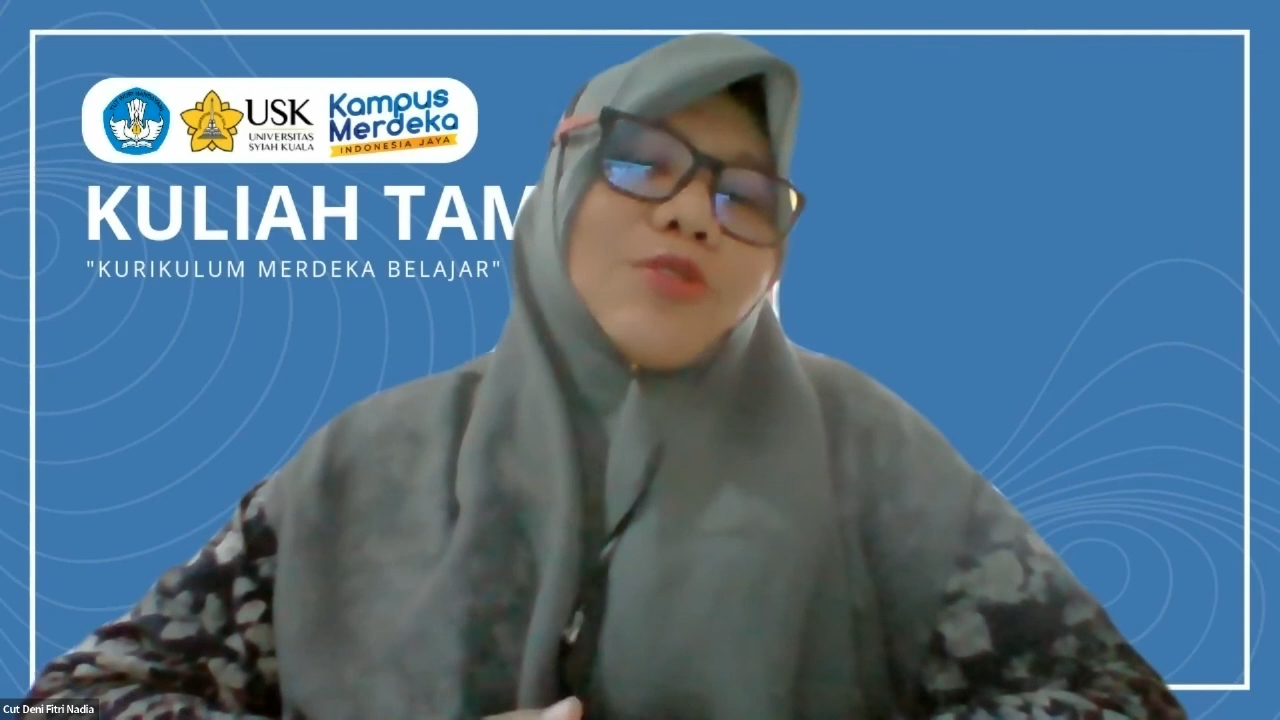 USK
UNIVERSITAS
SYIAH KUALA
Kampus
Merdeka
INDONESIA JAYA
KULIAH TAM
"KURIKULUM MERDEKA BELAJAR"
Cut Deni Fitri Nadia